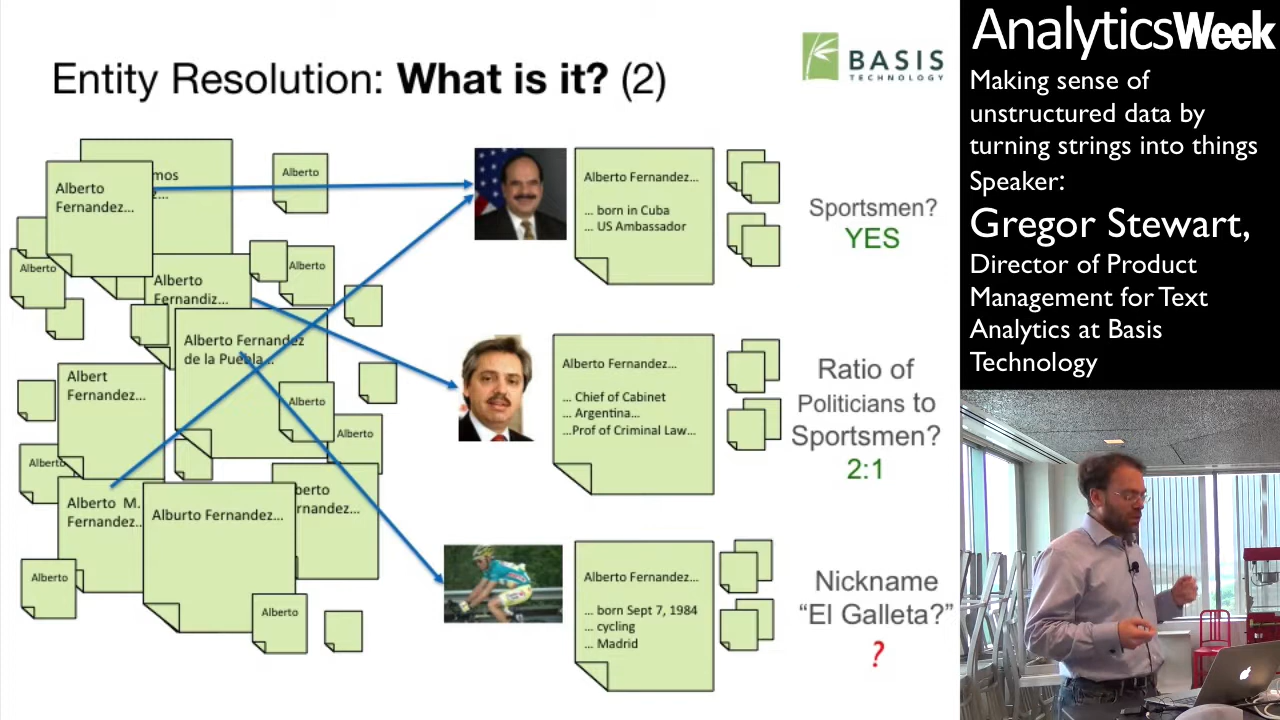 Entity Resolution: What is it? (2)
BASIS
TECHNOLOGY
Alberto
Fernandez...
mos
z...
Alberto
Alberto
Alberto
Alberto
Fernandiz...
Alberto Fernandez
de la Puebla...
Albert
Fernandez...
Alberto
Alberto
Alberto
Alberto M.
Fernandez...
Alburto Fernandez...
berto
rnandez...
Alberto
Alberto
Alberto Fernandez...
... born in Cuba
... US Ambassador
Alberto Fernandez...
... Chief of Cabinet
... Argentina...
...Prof of Criminal Law...
Alberto Fernandez...
... born Sept 7, 1984
... cycling
... Madrid
Sportsmen?
YES
Ratio of
Politicians to
Sportsmen?
2:1
Nickname
“El Galleta?”
?
AnalyticsWeek
Making sense of
unstructured data by
turning strings into things
Speaker:
Gregor Stewart,
Director of Product
Management for Text
Analytics at Basis
Technology